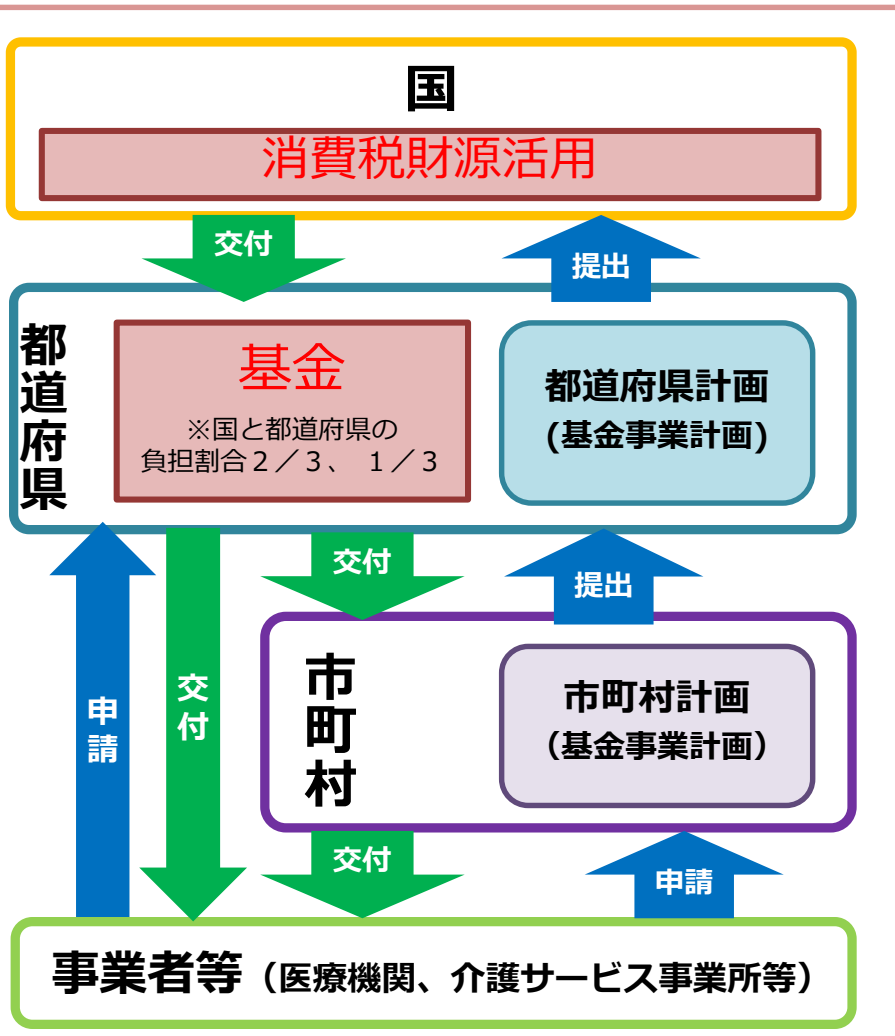 国
消費税財源活用
交付
提出
都道府県
基金
※国と都道府県の
負担割合２／３、 １／３
都道府県計画
(基金事業計画)
交付
提出
申請
交付
市町村
市町村計画
（基金事業計画）
交付
申請
事業者等（医療機関、介護サービス事業所等）